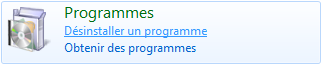 Programmes
Désinstaller un programme
Obtenir des programmes